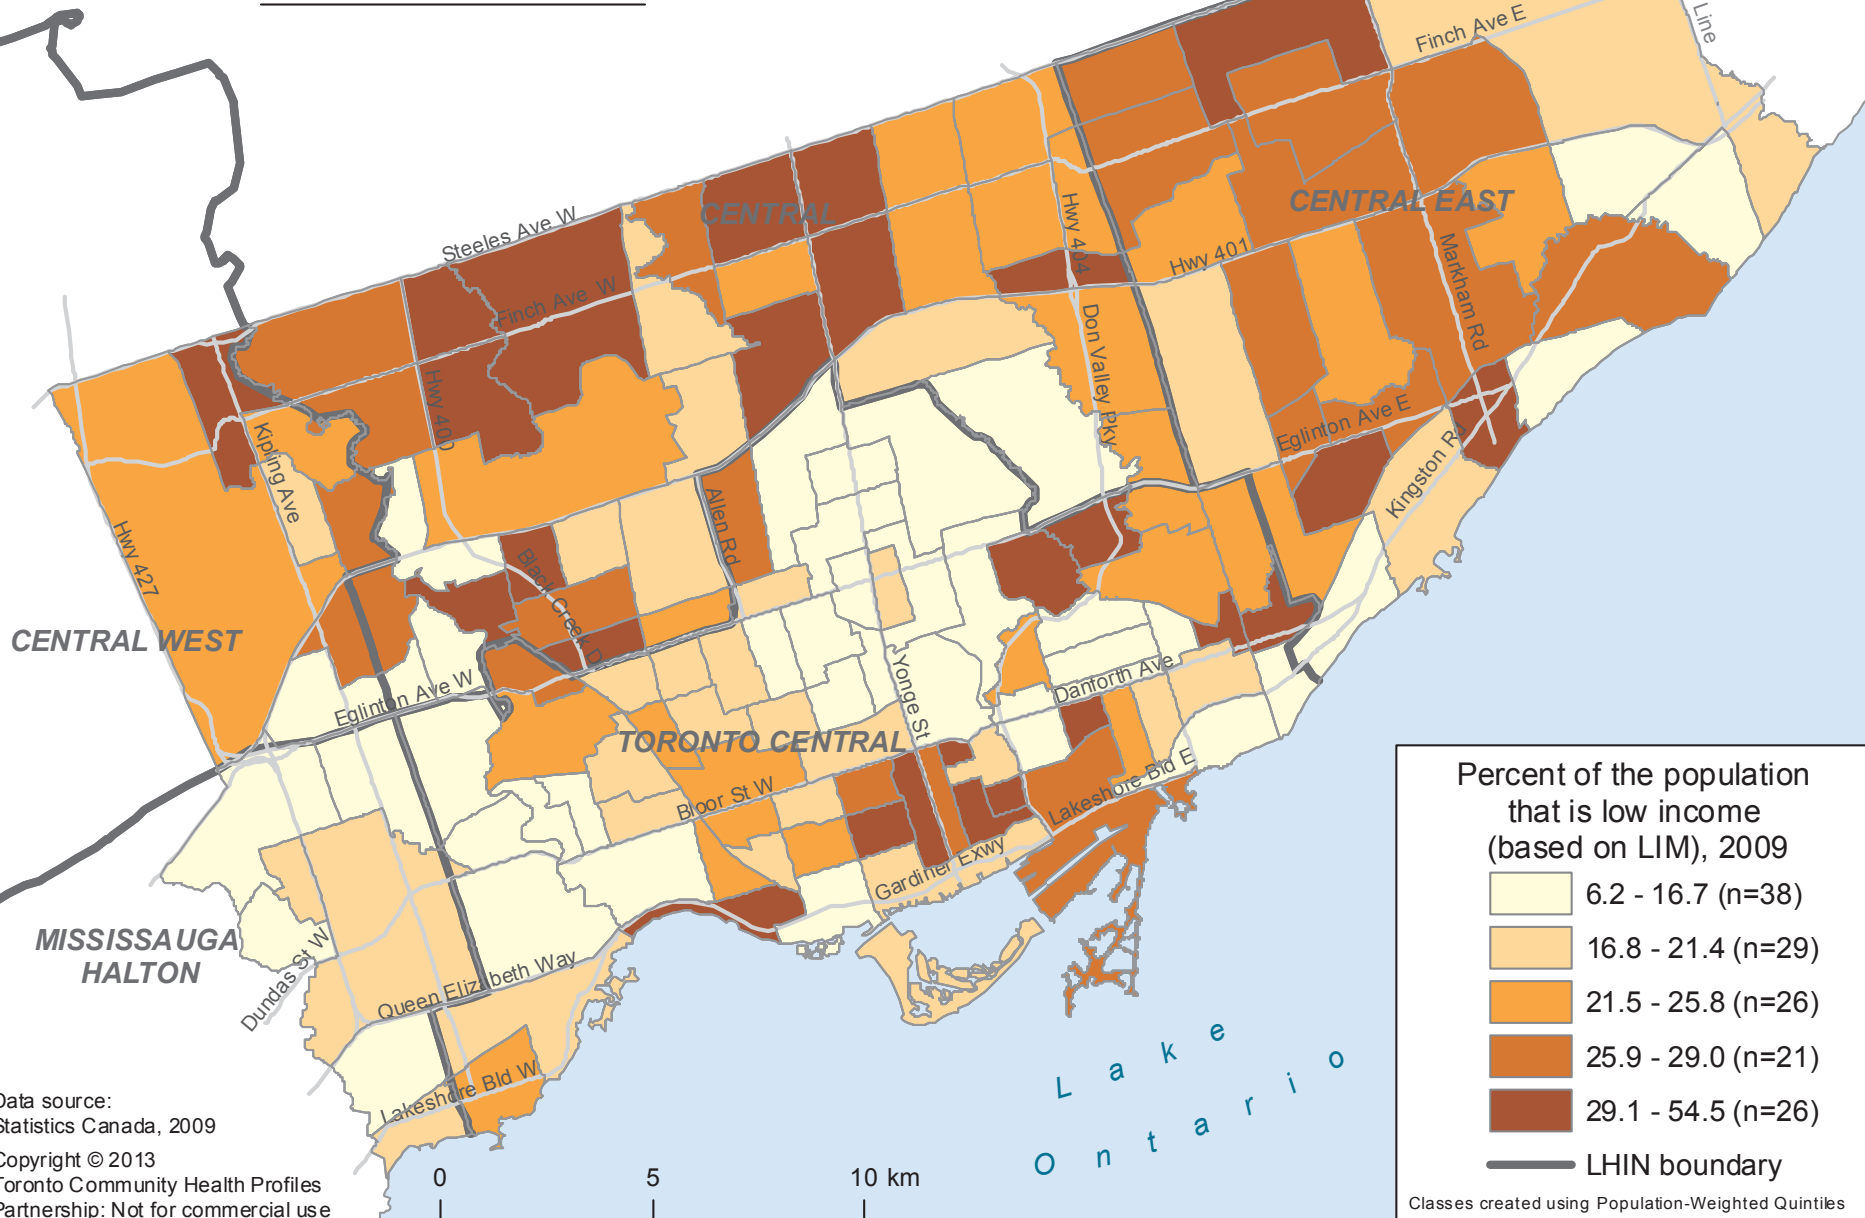 Line
Finch Ave E
CENTRAL EAST
CENTRAL
Steeles Ave W
Hwy 404
Hwy 401
Markham Rd
Finch Ave W
Don Valley Pky
Hwy 400
Eglinton Ave E
Kingston Rd
Kipling Ave
Allen Rd
Hwy 427
Black Creek D
CENTRAL WEST
Yonge St
Danforth Ave
Eglinton Ave W
TORONTO CENTRAL
Bloor St W
Lakeshore Bld E
Gardiner Exwy
MISSISSAUGA
HALTON
Dundas St W
Queen Elizabeth Way
Lakeshore Bld W
Lake
Ontario
Data source:
Statistics Canada, 2009
Copyright © 2013
Toronto Community Health Profiles
Partnership: Not for commercial use
0 5 10 km
Percent of the population
that is low income
(based on LIM), 2009
6.2 - 16.7 (n=38)
16.8 - 21.4 (n=29)
21.5 - 25.8 (n=26)
25.9 - 29.0 (n=21)
29.1 - 54.5 (n=26)
LHIN boundary
Classes created using Population-Weighted Quintiles